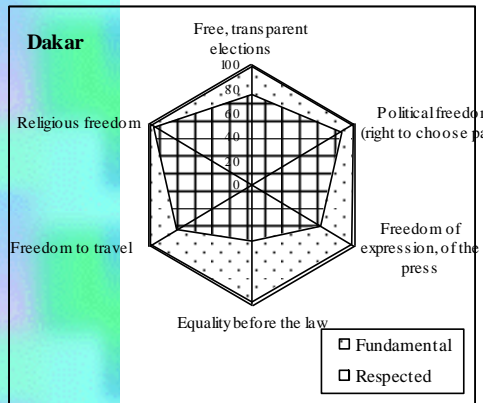 Dakar
Free, transparent
elections
100
80
60
40
20
0
Political freedom
(right to choose pa
Religious freedom
Freedom to travel
Freedom of
expression, of the
press
Equality before the law
Fundamental
Respected